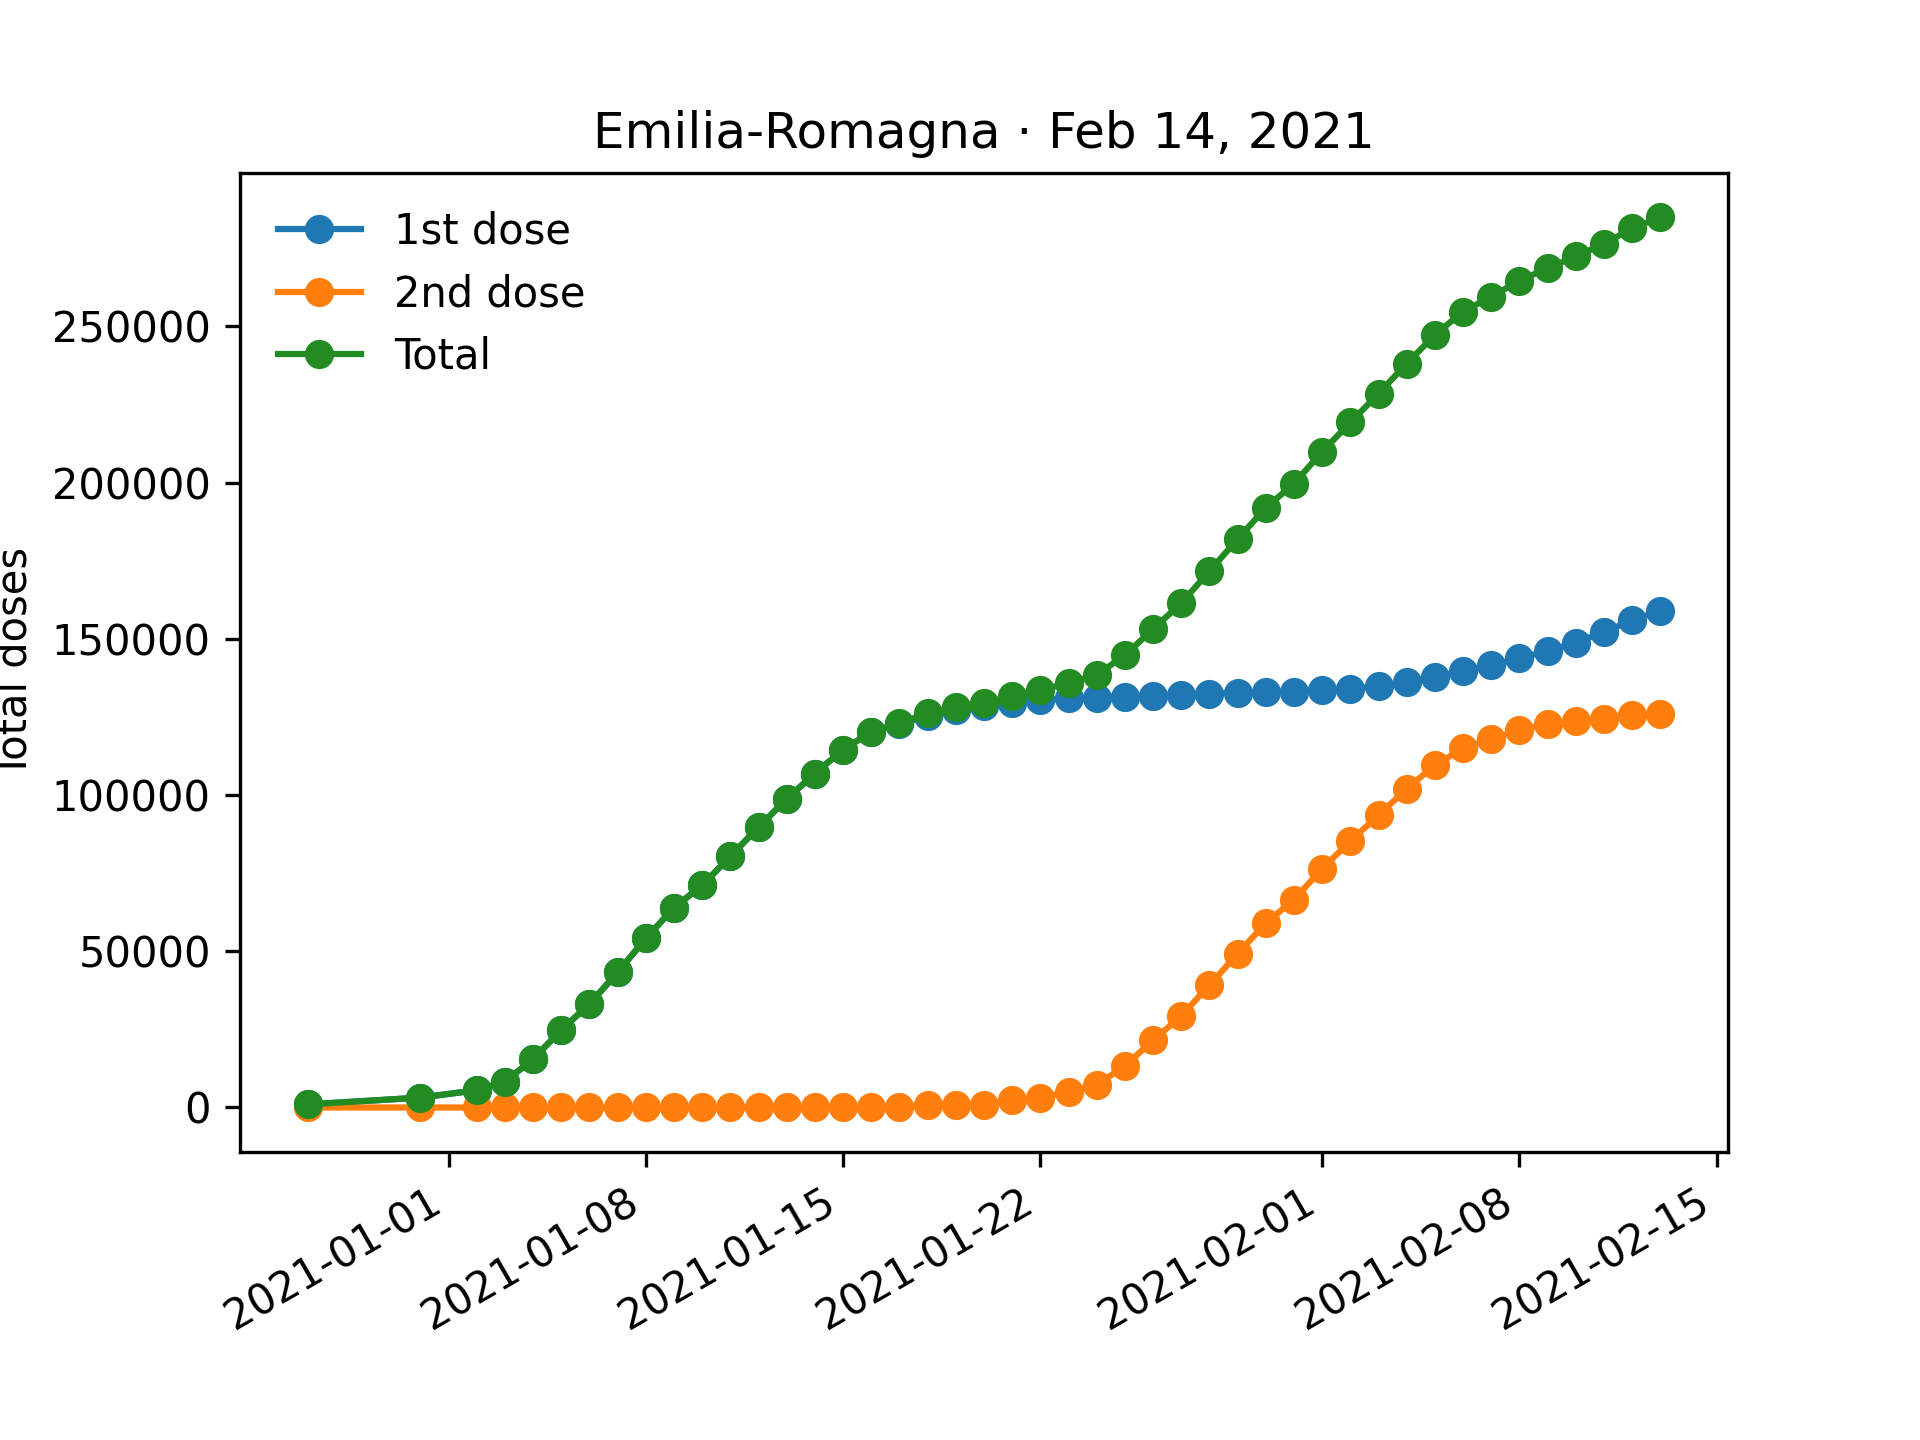 Emilia-Romagna · Feb 14, 2021
1st dose
2nd dose
Total
250000
200000
150000
100000
50000
0
Total doses
2021-01-01
2021-01-08
2021-01-15
2021-01-22
2021-02-01
2021-02-08
2021-02-15